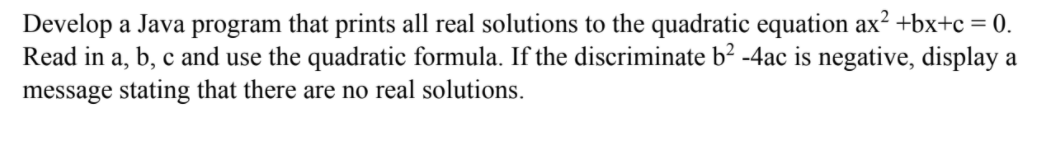 Develop a Java program that prints all real solutions to the quadratic equation ax² +bx+c = 0.
Read in a, b, c and use the quadratic formula. If the discriminate b² -4ac is negative, display a
message stating that there are no real solutions.